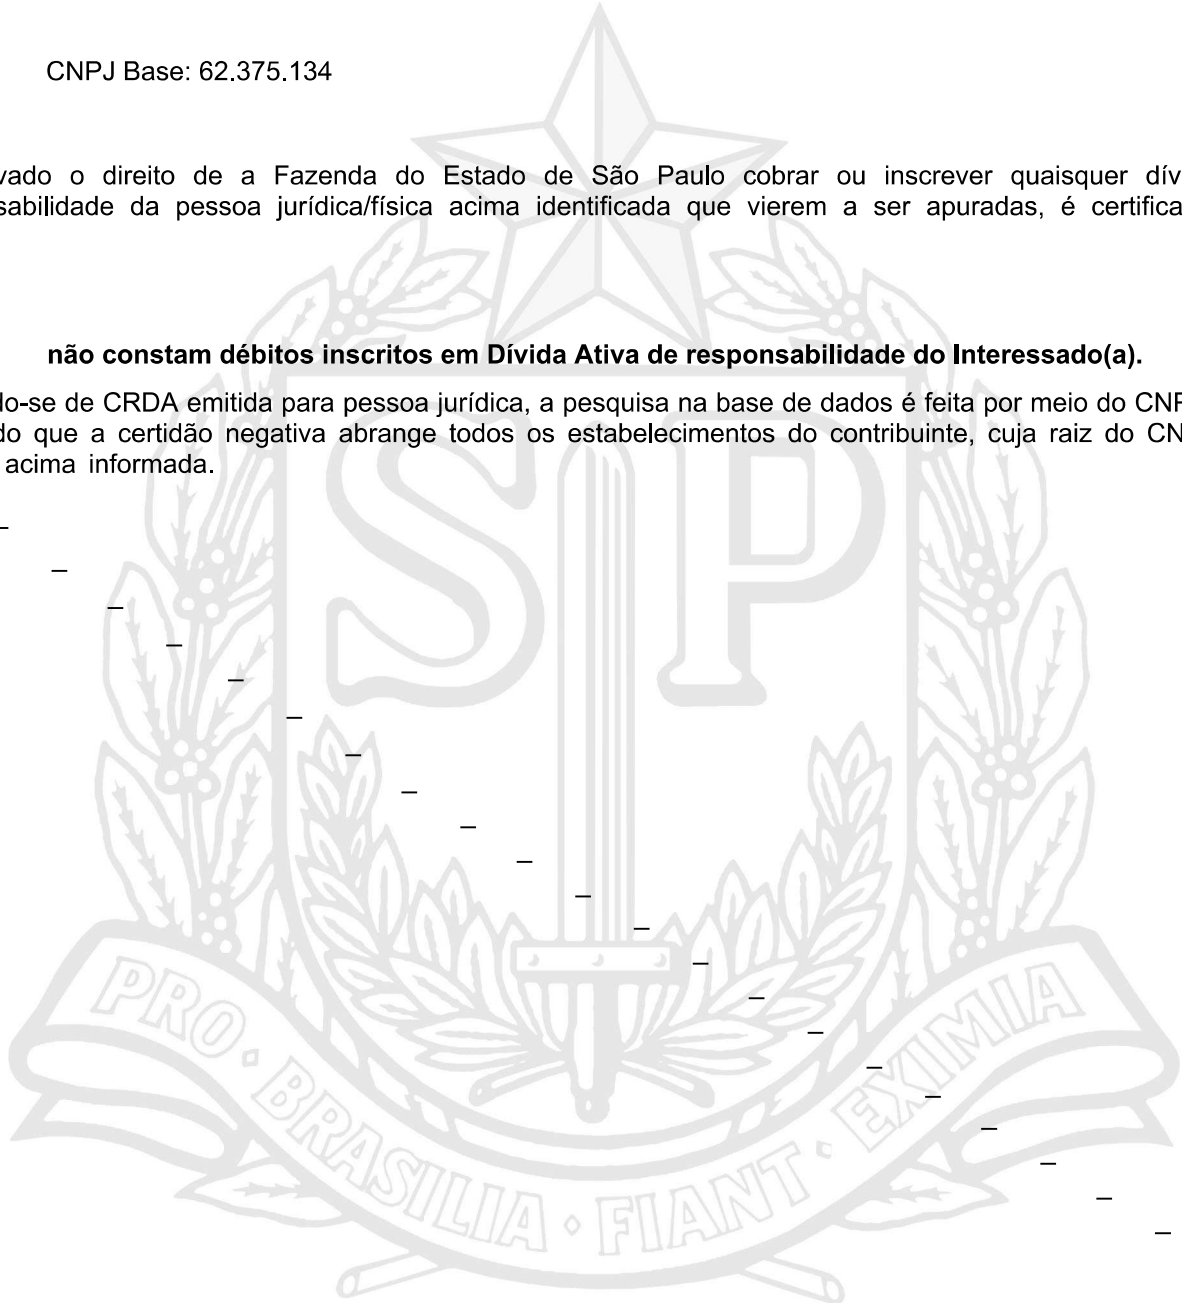 CNPJ Base: 62.375.134
vado o direito de a Fazenda do Estado de São Paulo cobrar ou inscrever quaisquer dív
sabilidade da pessoa jurídica/física acima identificada que vierem a ser apuradas, é certifica
não constam débitos inscritos em Dívida Ativa de responsabilidade do Interessado(a).
do-se de CRDA emitida para pessoa jurídica, a pesquisa na base de dados é feita por meio do CNP
do que a certidão negativa abrange todos os estabelecimentos do contribuinte, cuja raiz do CN
acima informada.
SP
PRO • BRASILIA • FIANT • EXIMIA